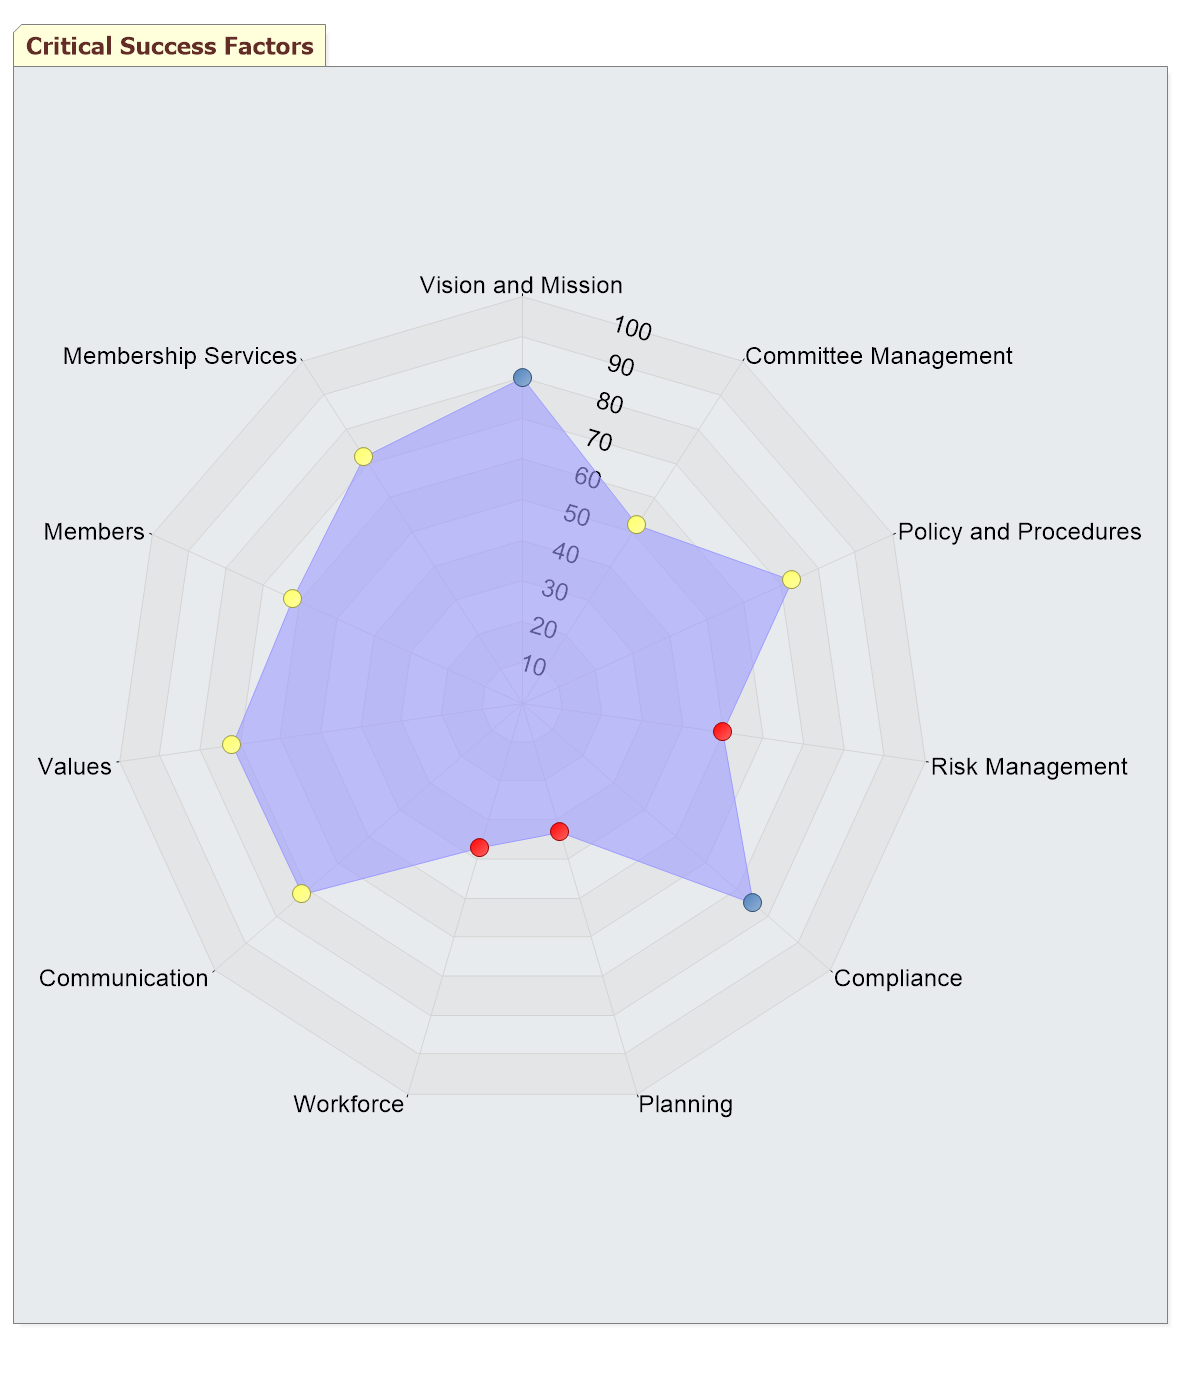 Critical Success Factors
Vision and Mission
100
Membership Services
Committee Management
90
80
70
60
50
Members
Policy and Procedures
40
30
20
10
Values
Risk Management
Communication
Compliance
Workforce
Planning